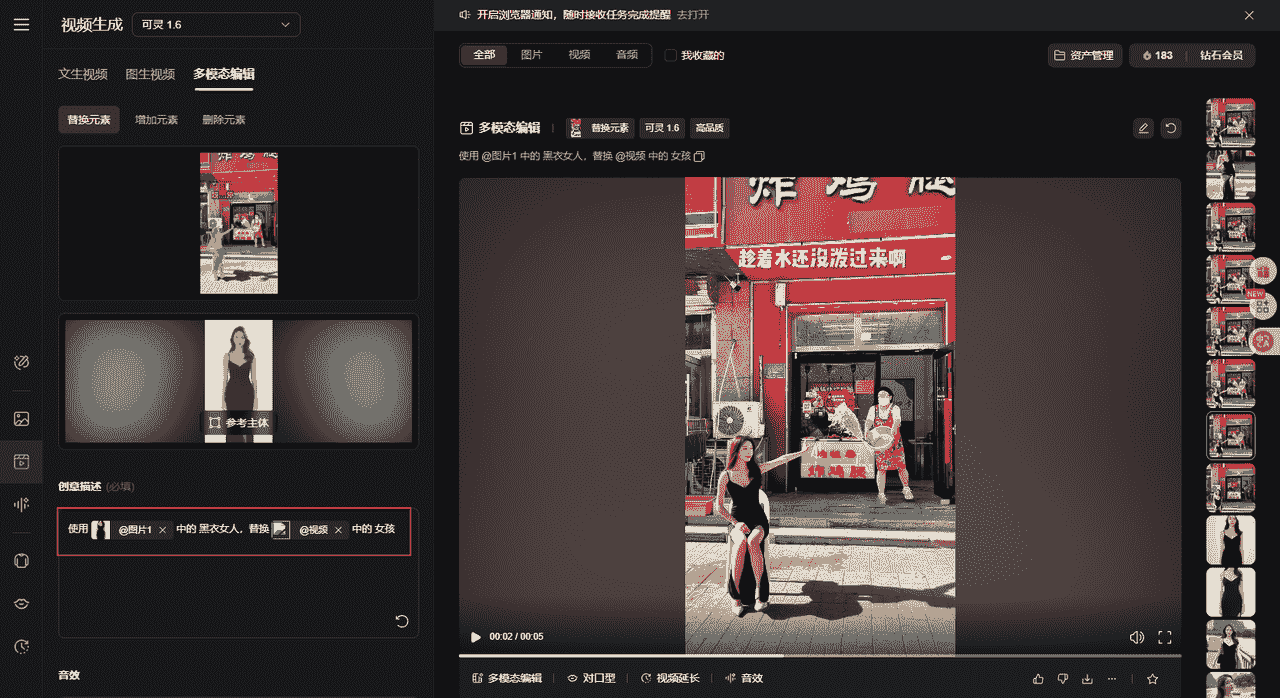 开启浏览器通知，随时接收任务完成提醒 去打开
视频生成
可灵 1.6
全部
图片
视频
音频
我收藏的
资产管理
183
钻石会员
文生视频
图生视频
多模态编辑
替换元素
增加元素
删除元素
多模态编辑
替换元素
可灵 1.6
高品质
使用 @图片1 中的 黑衣女人，替换 @视频 中的 女孩
炸鸡腿
趁着水还没泼过来啊
NEW
参考主体
创意描述 (必填)
使用 @图片1 × 中的 黑衣女人，替换 @视频 × 中的 女孩
00:02 / 00:05
音效
多模态编辑
对口型
视频延长
音效